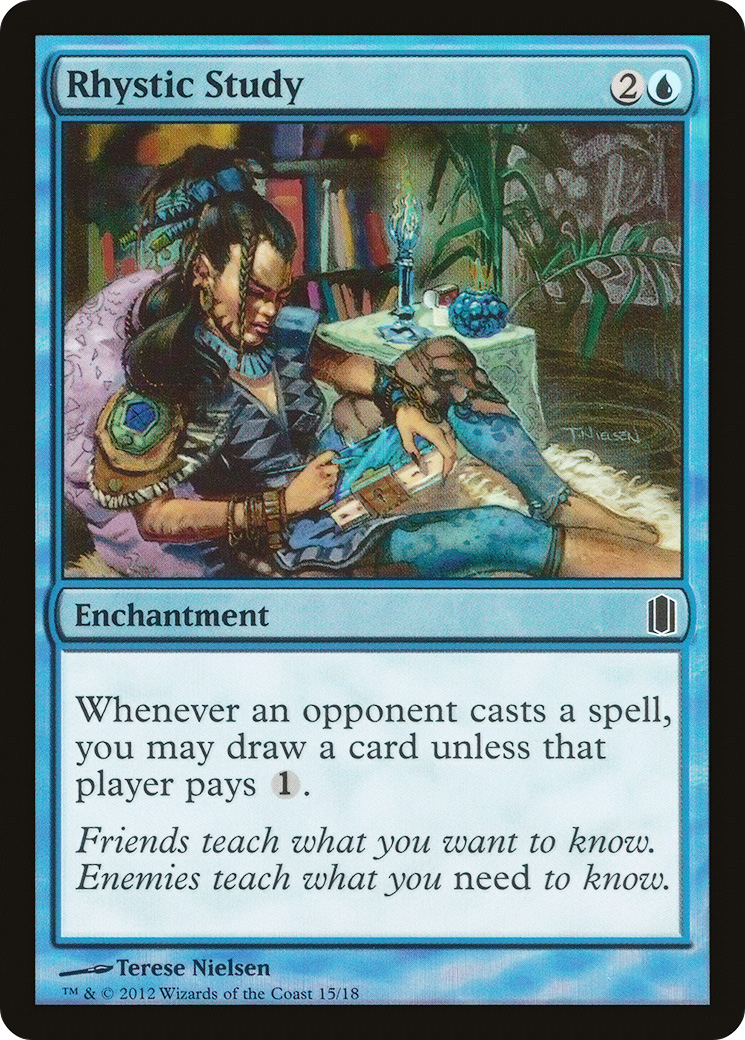 Rhystic Study
2
T.NIELSEN
Enchantment
Whenever an opponent casts a spell,
you may draw a card unless that
player pays 1.
Friends teach what you want to know.
Enemies teach what you need to know.
Terese Nielsen
™ & © 2012 Wizards of the Coast 15/18